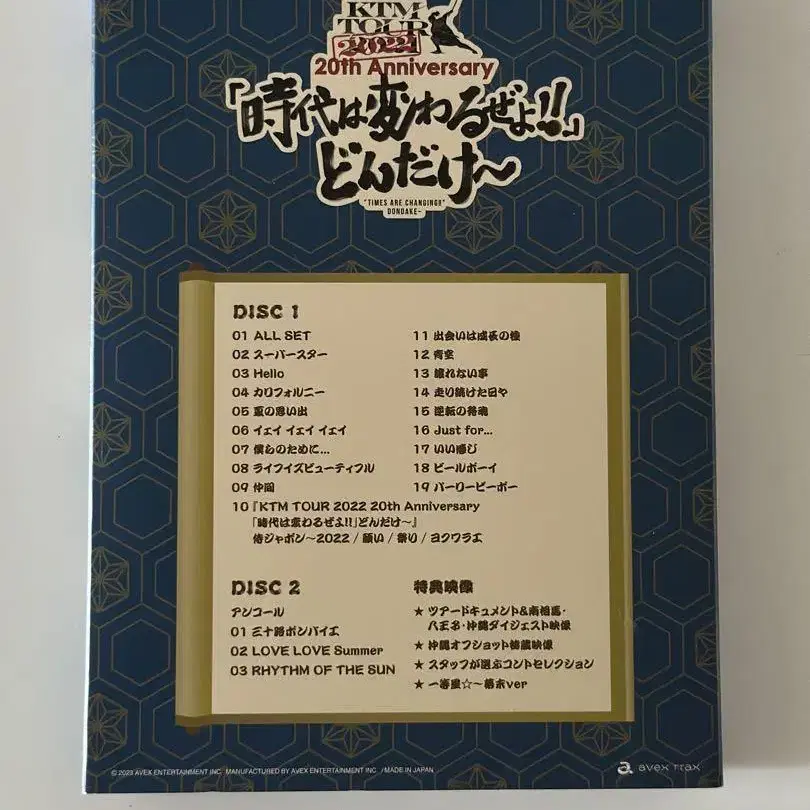 KTM
TOUR
2022
20th Anniversary
「時代は変わるぜよ!!」
どんだけ〜
"TIMES ARE CHANGING!!"
DONDAKE~
DISC 1
01 ALL SET
02 スーパースター
03 Hello
04 カリフォルニー
05 夏の思い出
06 イェイ イェイ イェイ
07 僕らのために...
08 ライフイズビューティフル
09 仲間
10 『KTM TOUR 2022 20th Anniversary
「時代は変わるぜよ!!」どんだけ〜』
侍ジャポン〜2022 / 願い / 祭り / ヨクワラエ
11 出会いは成長の種
12 青空
13 譲れない事
14 走り続けた日々
15 逆転の発魂
16 Just for...
17 いい感じ
18 ビールボーイ
19 パーリーピーポー
DISC 2
アンコール
01 三十路ボンバイエ
02 LOVE LOVE Summer
03 RHYTHM OF THE SUN
特典映像
★ ツアードキュメント&南相馬・
八王子・沖縄ダイジェスト映像
★ 沖縄オフショット秘蔵映像
★ スタッフが選ぶコントセレクション
★ 一番星☆〜幕末ver
© 2023 AVEX ENTERTAINMENT INC. MANUFACTURED BY AVEX ENTERTAINMENT INC. /MADE IN JAPAN
avex trax